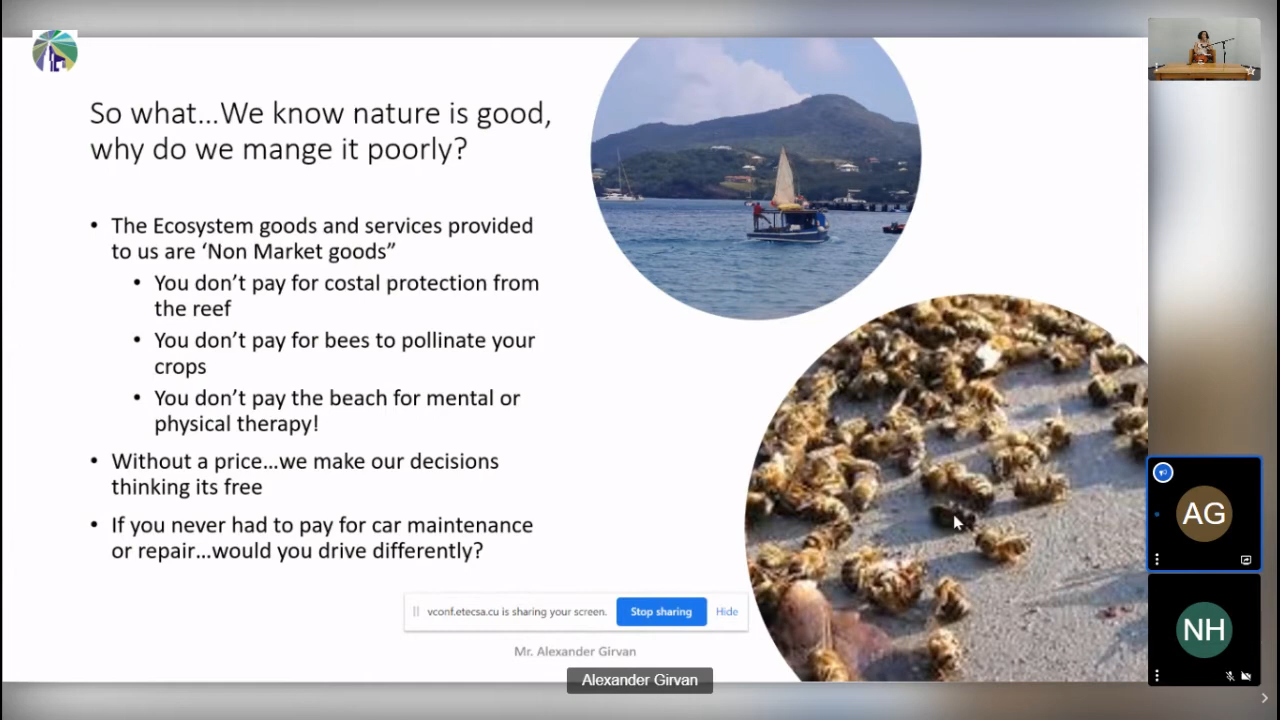 So what...We know nature is good,
why do we mange it poorly?
• The Ecosystem goods and services provided
to us are ‘Non Market goods”
• You don’t pay for costal protection from
the reef
• You don’t pay for bees to pollinate your
crops
• You don’t pay the beach for mental or
physical therapy!
• Without a price...we make our decisions
thinking its free
• If you never had to pay for car maintenance
or repair...would you drive differently?
vconf.etecsa.cu is sharing your screen. Stop sharing Hide
Mr. Alexander Girvan
Alexander Girvan
AG
NH